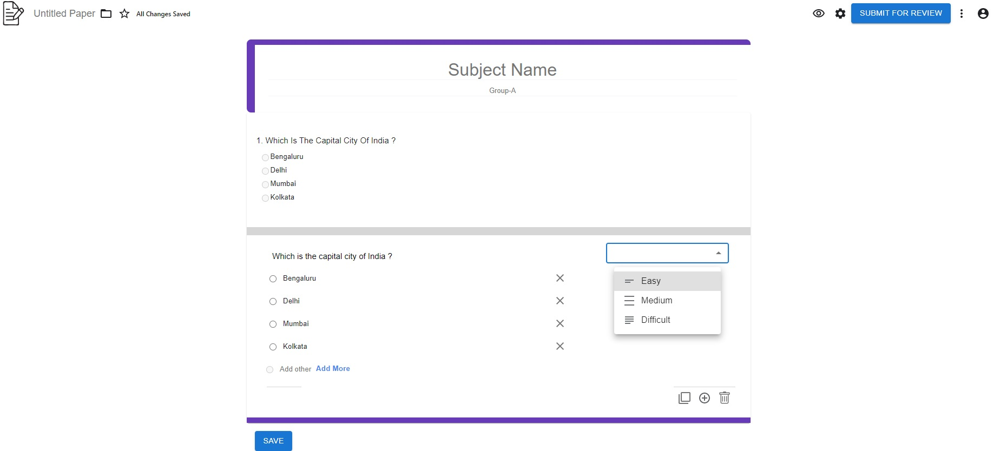 Untitled Paper All Changes Saved SUBMIT FOR REVIEW
Subject Name
Group-A
1. Which Is The Capital City Of India ?
Bengaluru
Delhi
Mumbai
Kolkata
Which is the capital city of India ?
Bengaluru
Delhi
Mumbai
Kolkata
Add other Add More
Easy
Medium
Difficult
SAVE